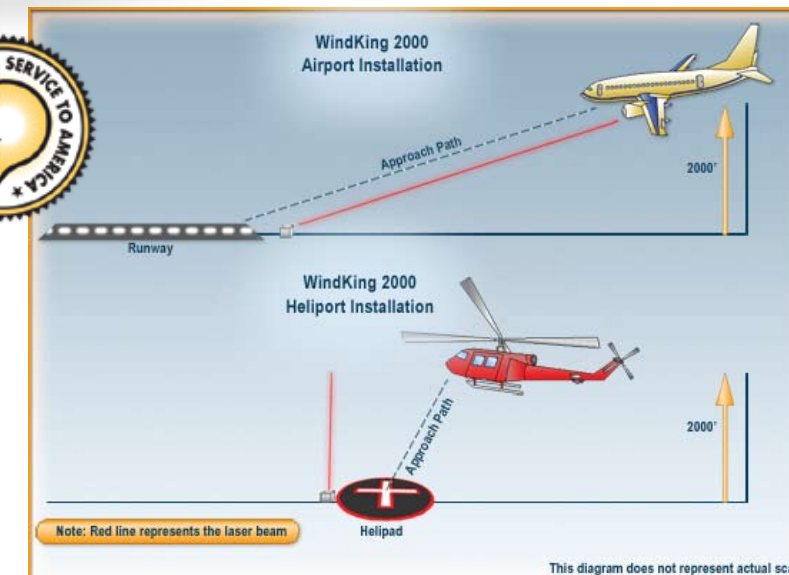 SERVICE TO AMERICA
WindKing 2000
Airport Installation
Approach Path
2000'
Runway
WindKing 2000
Heliport Installation
Approach Path
2000'
Note: Red line represents the laser beam
Helipad
This diagram does not represent actual